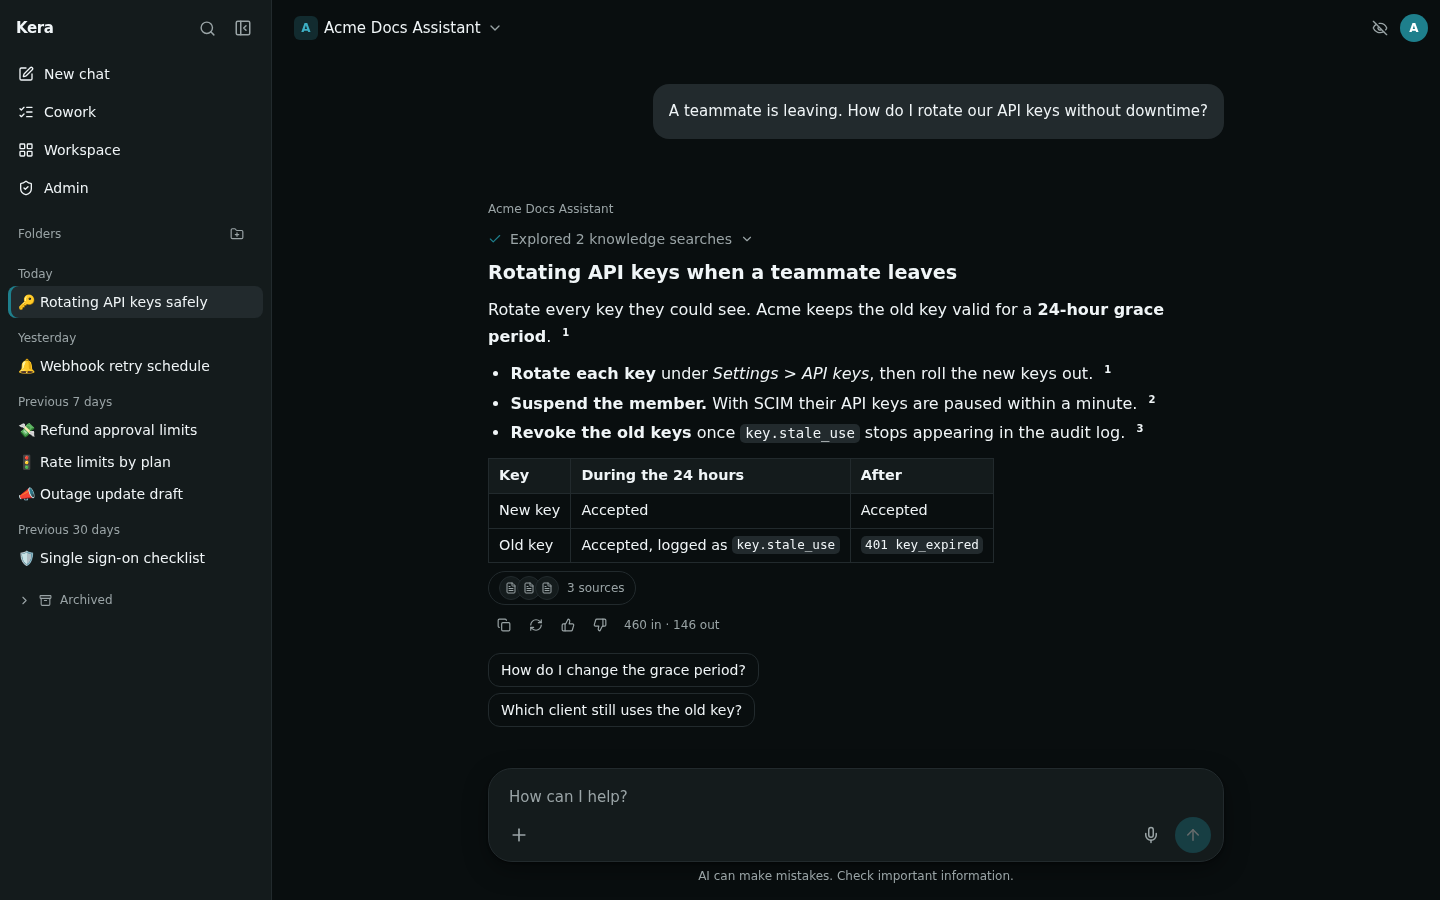 Kera
New chat
Cowork
Workspace
Admin
Folders
Today
🔑 Rotating API keys safely
Yesterday
🔔 Webhook retry schedule
Previous 7 days
💸 Refund approval limits
🚦 Rate limits by plan
📣 Outage update draft
Previous 30 days
🛡️ Single sign-on checklist
Archived
A Acme Docs Assistant
A
A teammate is leaving. How do I rotate our API keys without downtime?
Acme Docs Assistant
Explored 2 knowledge searches
Rotating API keys when a teammate leaves
Rotate every key they could see. Acme keeps the old key valid for a 24-hour grace
period. 1
• Rotate each key under Settings > API keys, then roll the new keys out. 1
• Suspend the member. With SCIM their API keys are paused within a minute. 2
• Revoke the old keys once key.stale_use stops appearing in the audit log. 3
Key During the 24 hours After
New key Accepted Accepted
Old key Accepted, logged as key.stale_use 401 key_expired
3 sources
460 in · 146 out
How do I change the grace period?
Which client still uses the old key?
How can I help?
AI can make mistakes. Check important information.